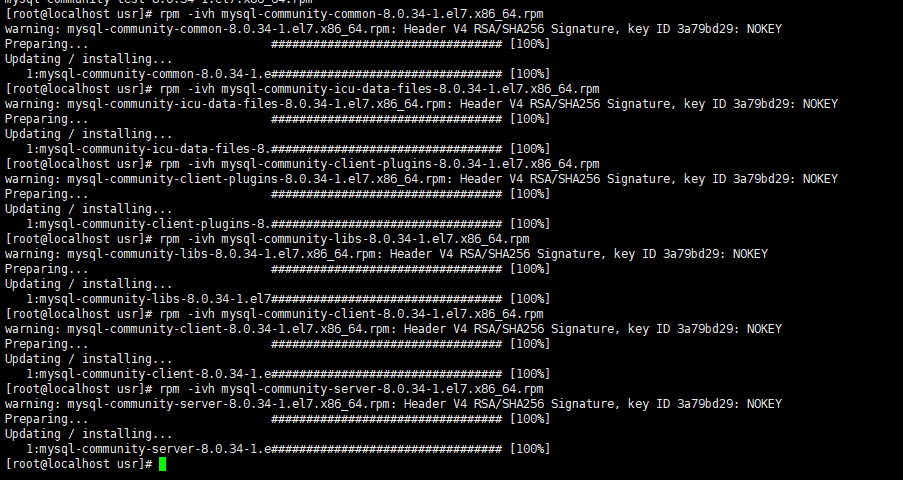 mysql-community-test-8.0.34-1.el7.x86_64.rpm
[root@localhost usr]# rpm -ivh mysql-community-common-8.0.34-1.el7.x86_64.rpm
warning: mysql-community-common-8.0.34-1.el7.x86_64.rpm: Header V4 RSA/SHA256 Signature, key ID 3a79bd29: NOKEY
Preparing... ################################# [100%]
Updating / installing...
1:mysql-community-common-8.0.34-1.e################################# [100%]
[root@localhost usr]# rpm -ivh mysql-community-icu-data-files-8.0.34-1.el7.x86_64.rpm
warning: mysql-community-icu-data-files-8.0.34-1.el7.x86_64.rpm: Header V4 RSA/SHA256 Signature, key ID 3a79bd29: NOKEY
Preparing... ################################# [100%]
Updating / installing...
1:mysql-community-icu-data-files-8.################################# [100%]
[root@localhost usr]# rpm -ivh mysql-community-client-plugins-8.0.34-1.el7.x86_64.rpm
warning: mysql-community-client-plugins-8.0.34-1.el7.x86_64.rpm: Header V4 RSA/SHA256 Signature, key ID 3a79bd29: NOKEY
Preparing... ################################# [100%]
Updating / installing...
1:mysql-community-client-plugins-8.################################# [100%]
[root@localhost usr]# rpm -ivh mysql-community-libs-8.0.34-1.el7.x86_64.rpm
warning: mysql-community-libs-8.0.34-1.el7.x86_64.rpm: Header V4 RSA/SHA256 Signature, key ID 3a79bd29: NOKEY
Preparing... ################################# [100%]
Updating / installing...
1:mysql-community-libs-8.0.34-1.el7################################# [100%]
[root@localhost usr]# rpm -ivh mysql-community-client-8.0.34-1.el7.x86_64.rpm
warning: mysql-community-client-8.0.34-1.el7.x86_64.rpm: Header V4 RSA/SHA256 Signature, key ID 3a79bd29: NOKEY
Preparing... ################################# [100%]
Updating / installing...
1:mysql-community-client-8.0.34-1.e################################# [100%]
[root@localhost usr]# rpm -ivh mysql-community-server-8.0.34-1.el7.x86_64.rpm
warning: mysql-community-server-8.0.34-1.el7.x86_64.rpm: Header V4 RSA/SHA256 Signature, key ID 3a79bd29: NOKEY
Preparing... ################################# [100%]
Updating / installing...
1:mysql-community-server-8.0.34-1.e################################# [100%]
[root@localhost usr]#